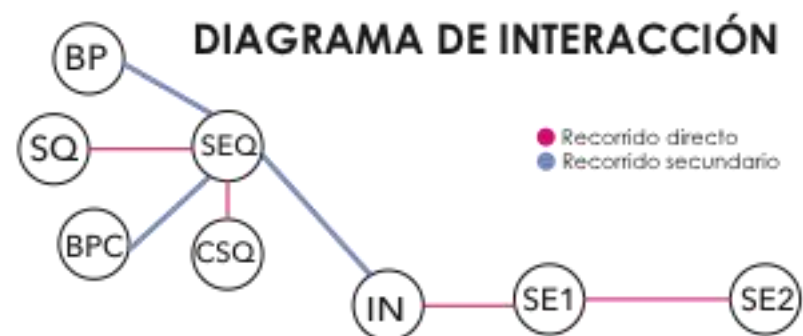 DIAGRAMA DE INTERACCIÓN
BP
SQ
SEQ
BPC
CSQ
IN
SE1
SE2
Recorrido directo
Recorrido secundario